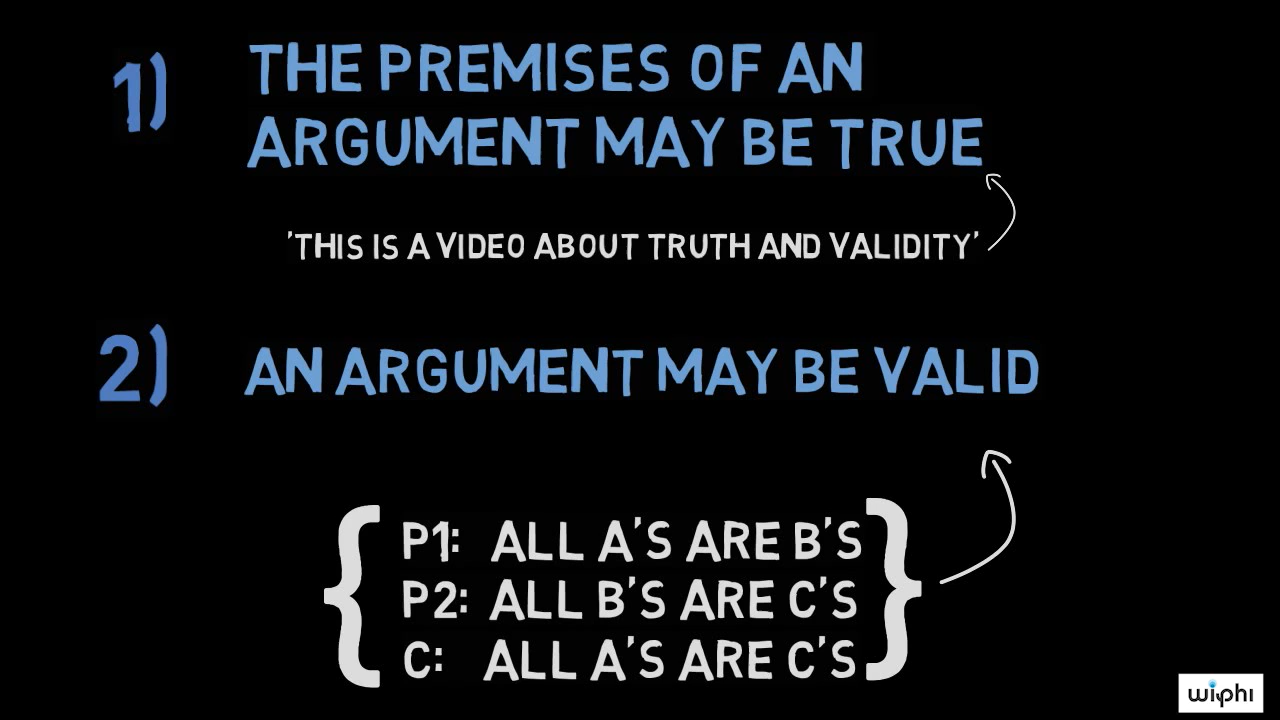 1) THE PREMISES OF AN
ARGUMENT MAY BE TRUE
'THIS IS A VIDEO ABOUT TRUTH AND VALIDITY'
2) AN ARGUMENT MAY BE VALID
{ P1: ALL A'S ARE B'S }
P2: ALL B'S ARE C'S
C: ALL A'S ARE C'S
wiphi